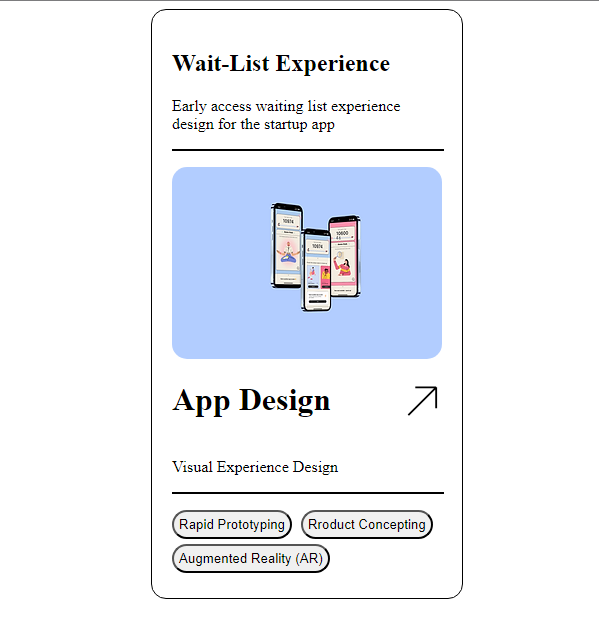 Wait-List Experience
Early access waiting list experience
design for the startup app
10974
10600
10974
App Design
Visual Experience Design
Rapid Prototyping
Rroduct Concepting
Augmented Reality (AR)